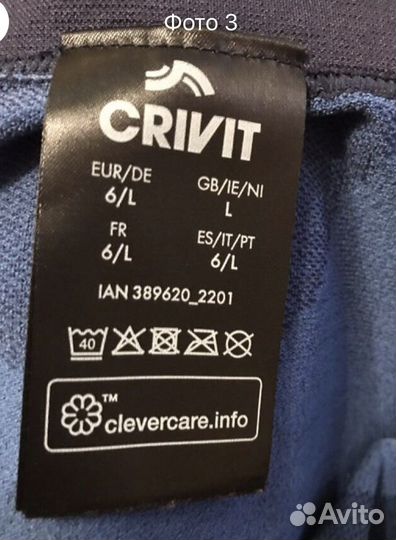 Фото 3
CRIVIT
EUR/DE
6/L
GB/IE/NI
L
FR
6/L
ES/IT/PT
6/L
IAN 389620_2201
40
™
clevercare.info
Avito